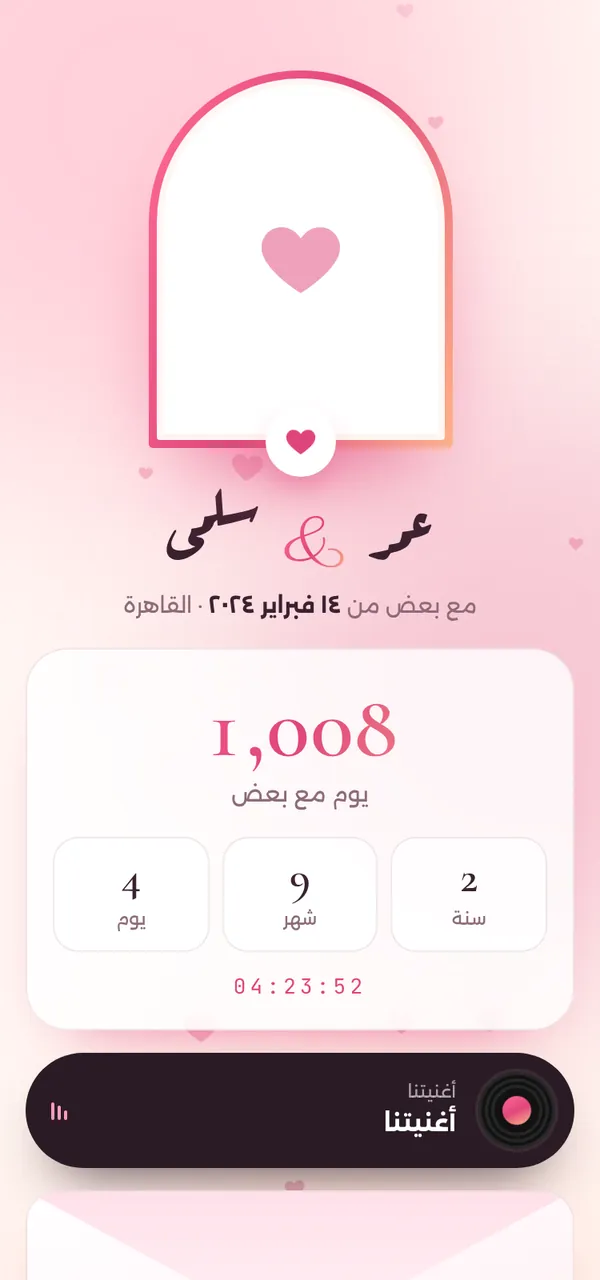 عمر & سلمى
مع بعض من ١٤ فبراير ٢٠٢٤ · القاهرة
1,008
يوم مع بعض
2 9 4
سنة شهر يوم
04:23:52
أغنيتنا
أغنيتنا